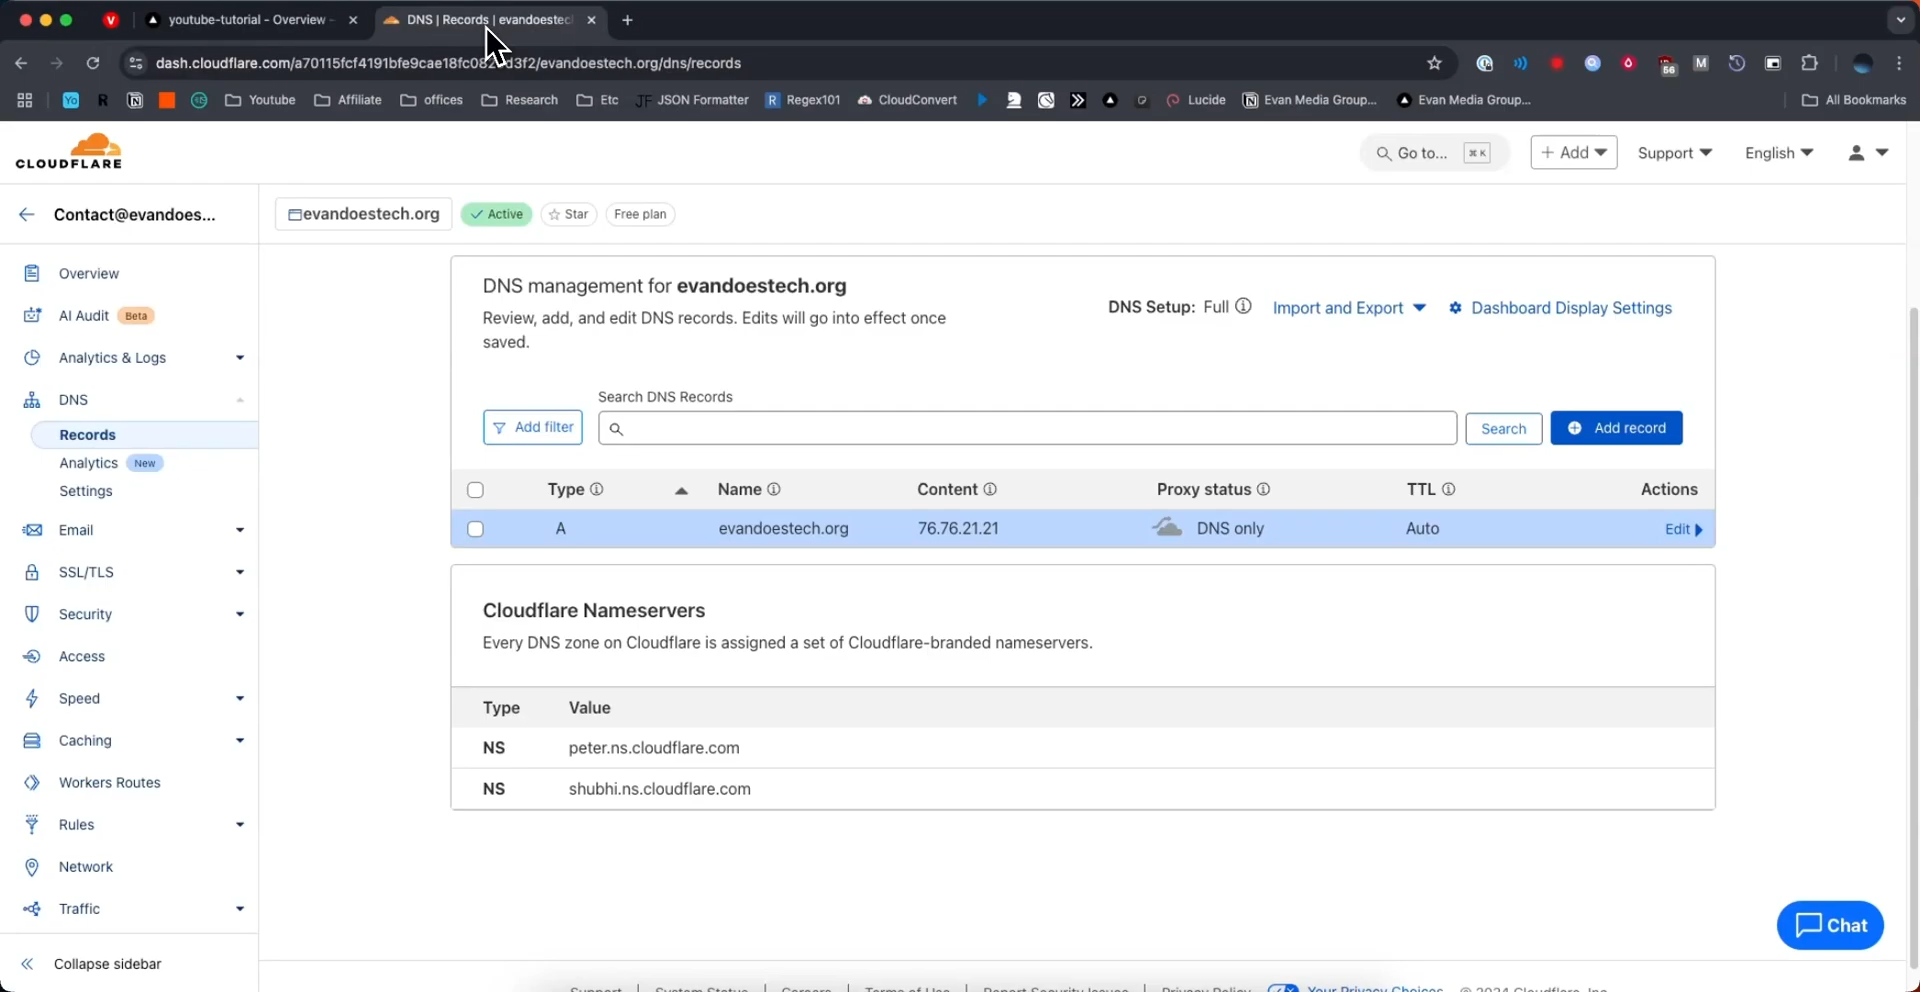 youtube-tutorial - Overview -
DNS | Records | evandoestec
dash.cloudflare.com/a70115fcf4191bfe9cae18fc08
d3f2/evandoestech.org/dns/records
Youtube
Affiliate
offices
Research
Etc
JSON Formatter
Regex101
CloudConvert
Lucide
Evan Media Group...
Evan Media Group...
All Bookmarks
CLOUDFLARE
Go to...
⌘ K
+ Add
Support
English
Contact@evandoes...
evandoestech.org
Active
Star
Free plan
Overview
AI Audit Beta
Analytics & Logs
DNS
Records
Analytics New
Settings
Email
SSL/TLS
Security
Access
Speed
Caching
Workers Routes
Rules
Network
Traffic
Collapse sidebar
DNS management for evandoestech.org
Review, add, and edit DNS records. Edits will go into effect once
saved.
DNS Setup: Full
Import and Export
Dashboard Display Settings
Search DNS Records
Add filter
Search
Add record
Type Name Content Proxy status TTL Actions
A evandoestech.org 76.76.21.21 DNS only Auto Edit
Cloudflare Nameservers
Every DNS zone on Cloudflare is assigned a set of Cloudflare-branded nameservers.
Type Value
NS peter.ns.cloudflare.com
NS shubhi.ns.cloudflare.com
Chat
Support | System Status | Careers | Terms of Use | Report Security Issues | Privacy Policy | Your Privacy Choices © 2024 Cloudflare, Inc.